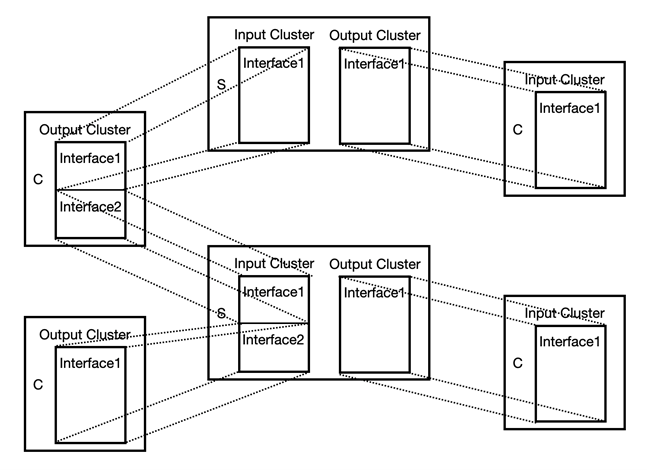 Input Cluster
Output Cluster
Interface1
Interface1
S
Input Cluster
Interface1
C
Output Cluster
Interface1
C
Interface2
Input Cluster
Output Cluster
Interface1
Interface1
S
Interface2
Input Cluster
Interface1
C
Output Cluster
Interface1
C